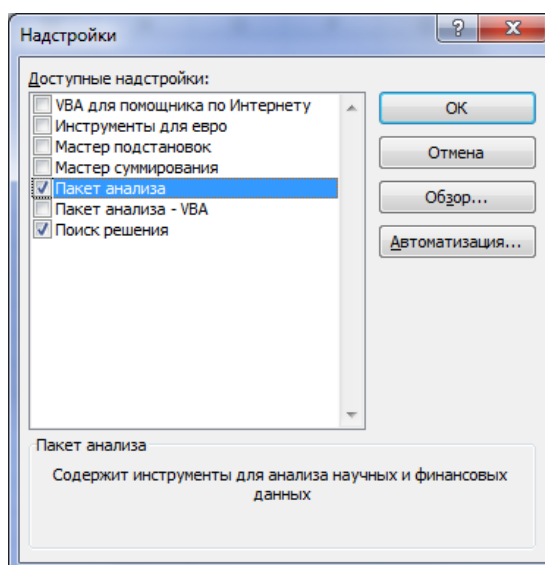 Надстройки
Доступные надстройки:
VBA для помощника по Интернету
Инструменты для евро
Мастер подстановок
Мастер суммирования
Пакет анализа
Пакет анализа - VBA
Поиск решения
ОК
Отмена
Обзор...
Автоматизация...
Пакет анализа
Содержит инструменты для анализа научных и финансовых
данных